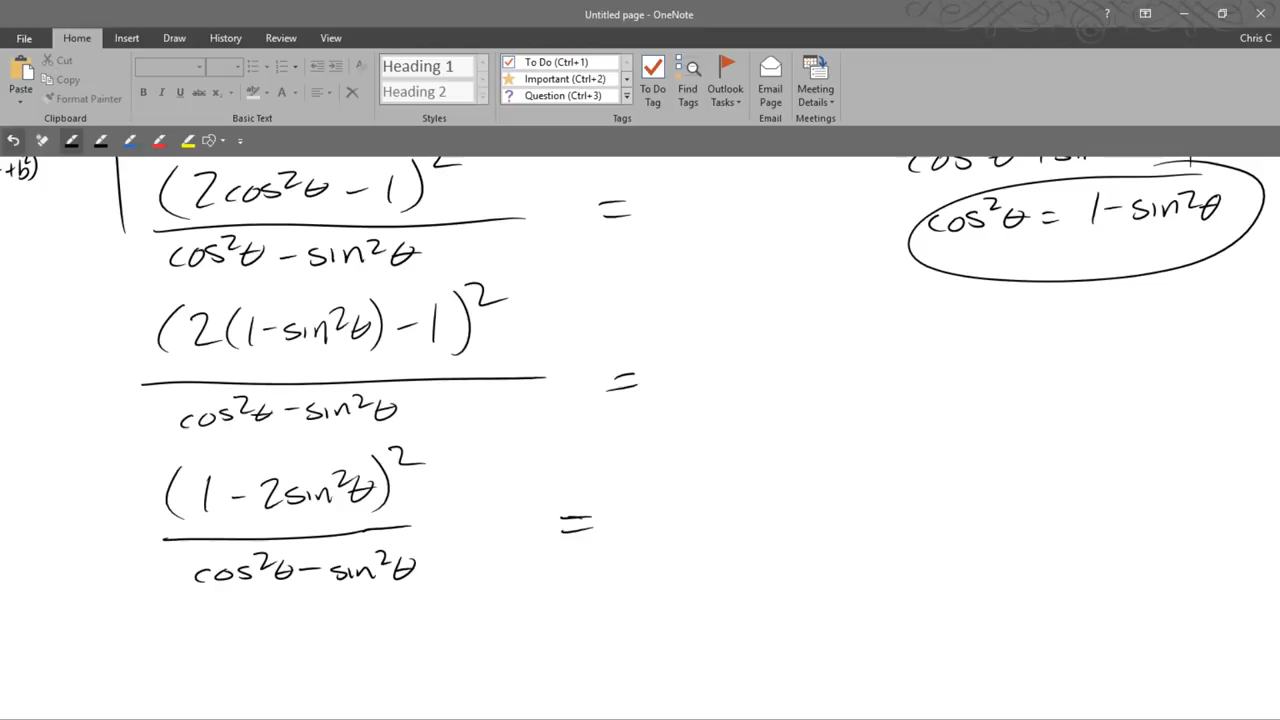 Untitled page - OneNote
?
File Home Insert Draw History Review View
Chris C
Paste
Cut
Copy
Format Painter
Clipboard
B I U abc x₂ A
Basic Text
Heading 1
Heading 2
Styles
To Do (Ctrl+1)
Important (Ctrl+2)
? Question (Ctrl+3)
To Do Tag
Find Tags
Tags
Outlook Tasks
Email Page
Email
Meeting Details
Meetings
+b²)
(2cos²θ - 1)²
=
cos²θ - sin²θ
cos²θ = 1 - sin²θ
(2(1-sin²θ) - 1)²
=
cos²θ - sin²θ
(1 - 2sin²θ)²
=
cos²θ - sin²θ